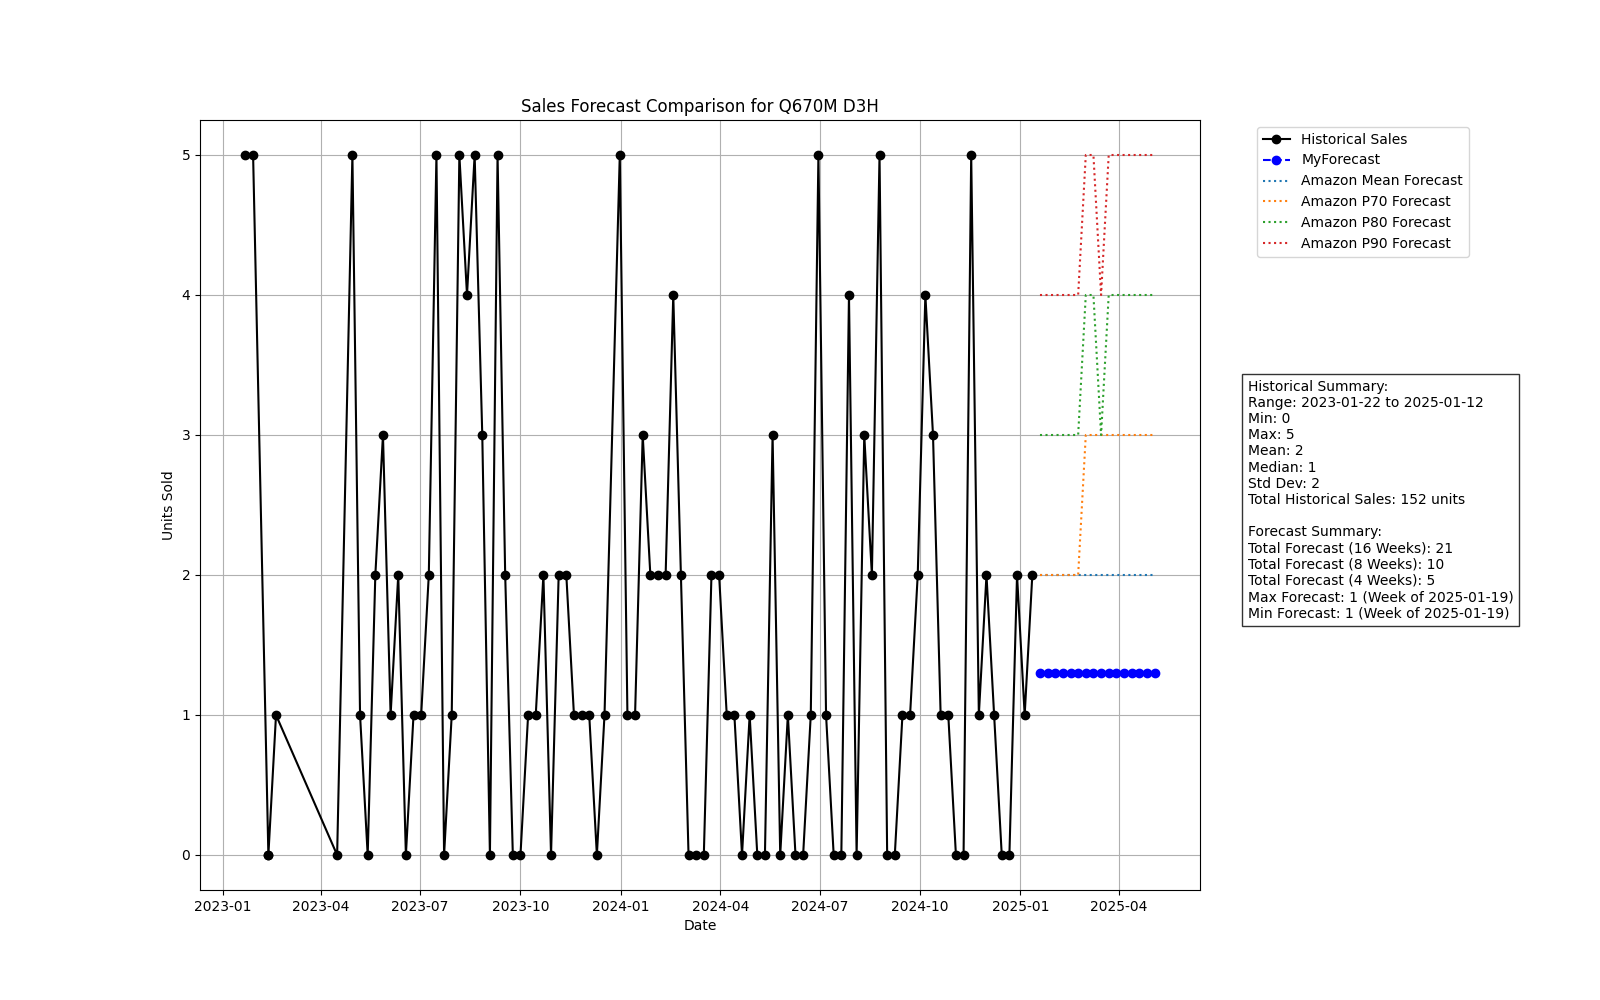 Sales Forecast Comparison for Q670M D3H
Units Sold
5
4
3
2
1
0
2023-01
2023-04
2023-07
2023-10
2024-01
2024-04
2024-07
2024-10
2025-01
2025-04
Date
Historical Sales
MyForecast
Amazon Mean Forecast
Amazon P70 Forecast
Amazon P80 Forecast
Amazon P90 Forecast
Historical Summary:
Range: 2023-01-22 to 2025-01-12
Min: 0
Max: 5
Mean: 2
Median: 1
Std Dev: 2
Total Historical Sales: 152 units
Forecast Summary:
Total Forecast (16 Weeks): 21
Total Forecast (8 Weeks): 10
Total Forecast (4 Weeks): 5
Max Forecast: 1 (Week of 2025-01-19)
Min Forecast: 1 (Week of 2025-01-19)